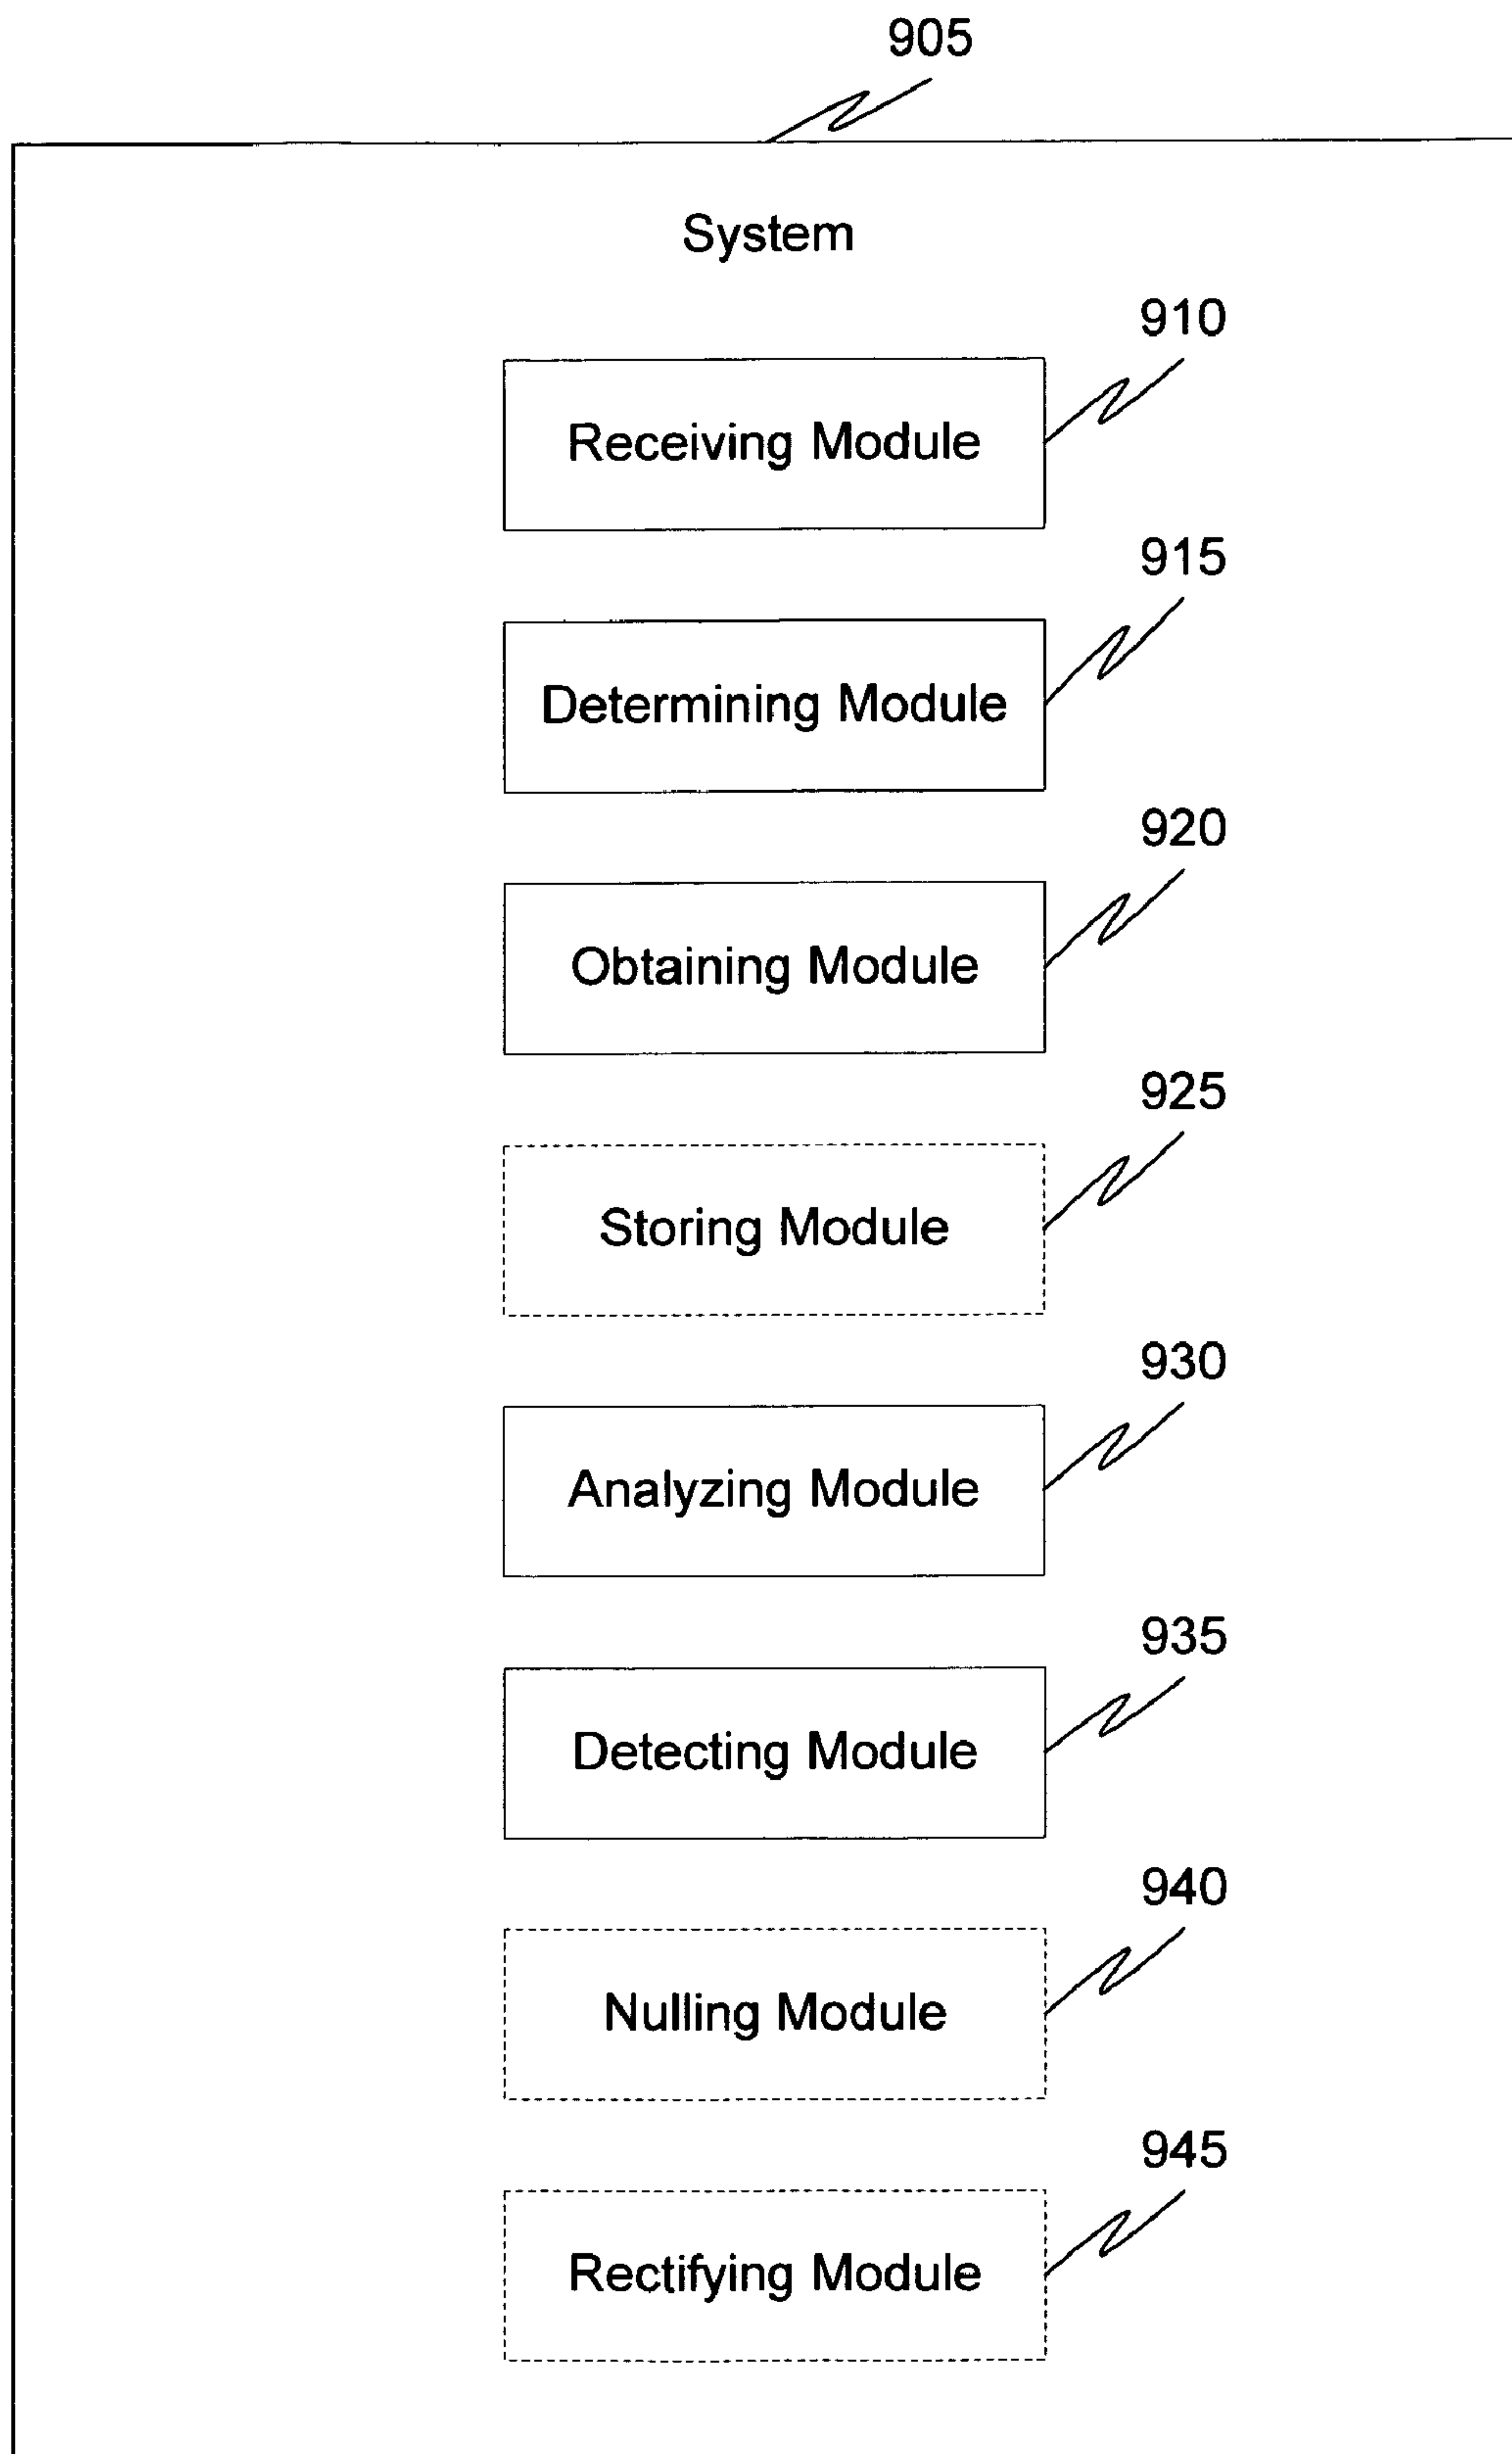 905
System
910
Receiving Module
915
Determining Module
920
Obtaining Module
925
Storing Module
930
Analyzing Module
935
Detecting Module
940
Nulling Module
945
Rectifying Module